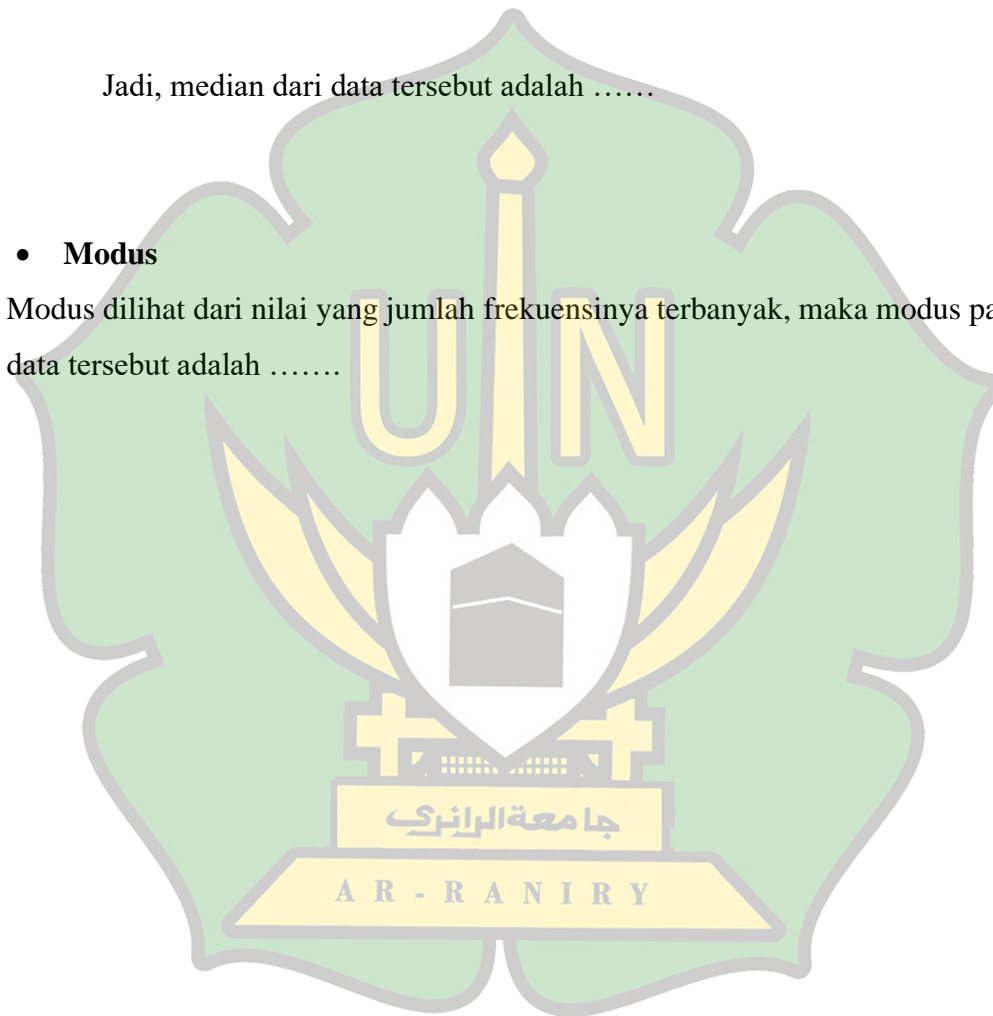 Jadi, median dari data tersebut adalah ……
• Modus
Modus dilihat dari nilai yang jumlah frekuensinya terbanyak, maka modus pa
data tersebut adalah …….
UIN
جامعة الرانري
AR-RANIRY